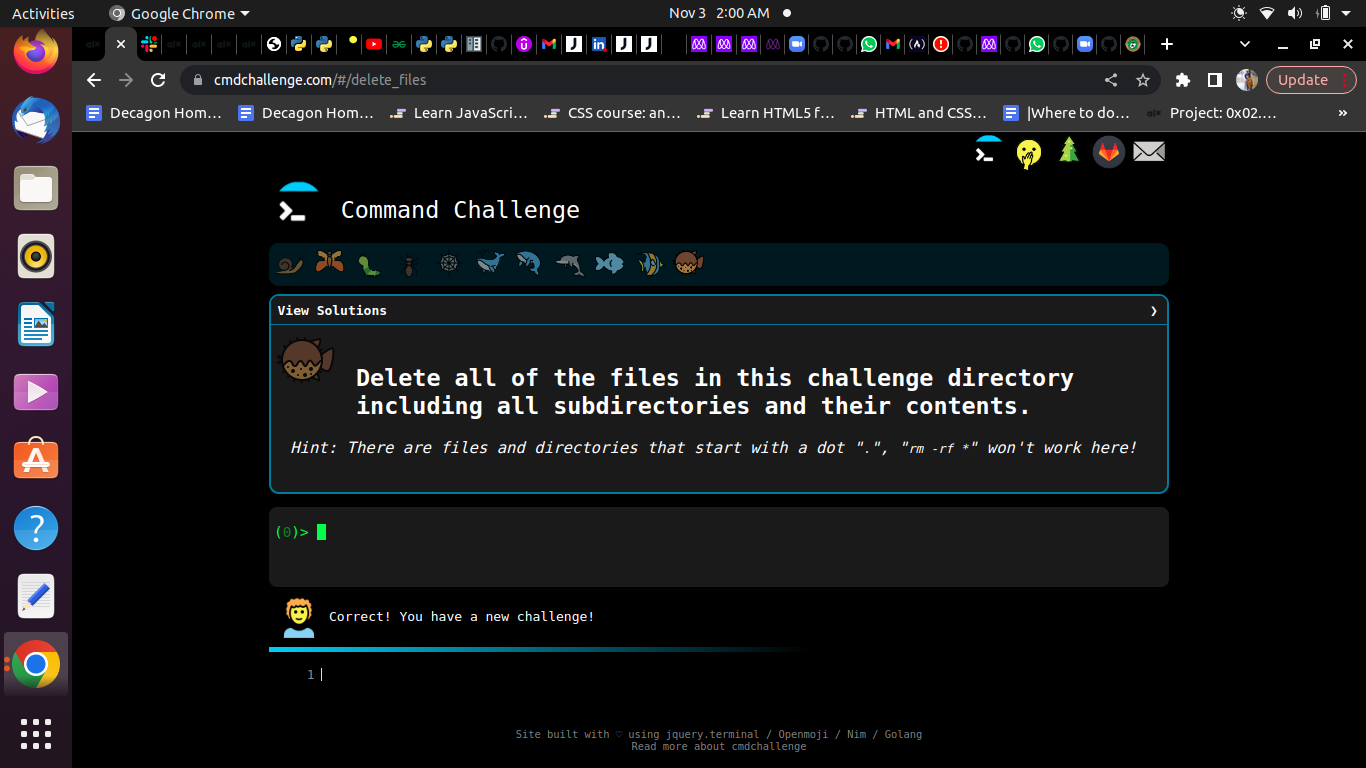 Activities
Google Chrome
Nov 3 2:00 AM
cmdchallenge.com/#/delete_files
Update
Decagon Hom...
Decagon Hom...
Learn JavaScri...
CSS course: an...
Learn HTML5 f...
HTML and CSS...
|Where to do...
Project: 0x02....
»
Command Challenge
View Solutions
❯
Delete all of the files in this challenge directory
including all subdirectories and their contents.
Hint: There are files and directories that start with a dot ".", "rm -rf *" won't work here!
(0)>
Correct! You have a new challenge!
1
Site built with ♡ using jquery.terminal / Openmoji / Nim / Golang
Read more about cmdchallenge